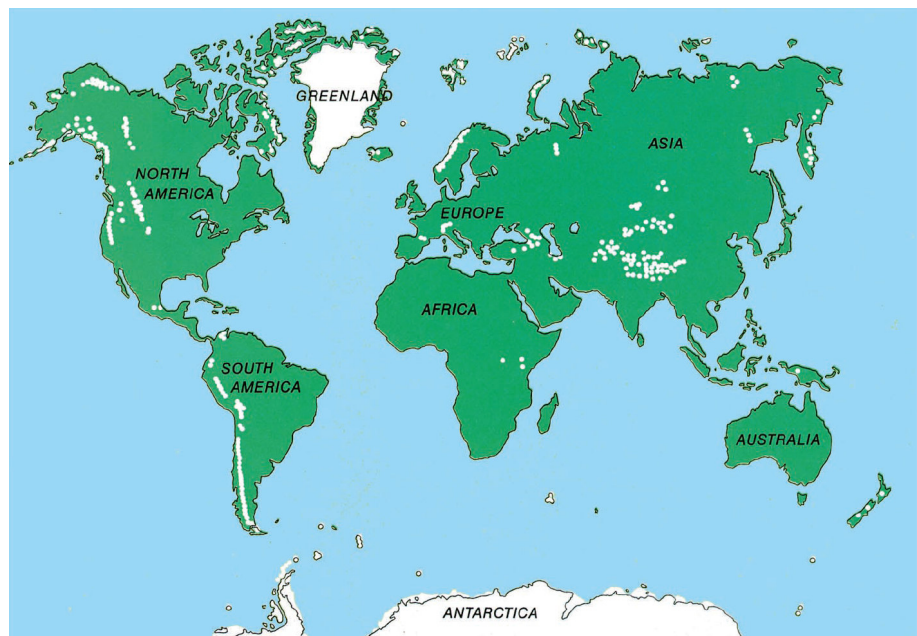 GREENLAND
ASIA
NORTH
AMERICA
EUROPE
AFRICA
SOUTH
AMERICA
AUSTRALIA
ANTARCTICA